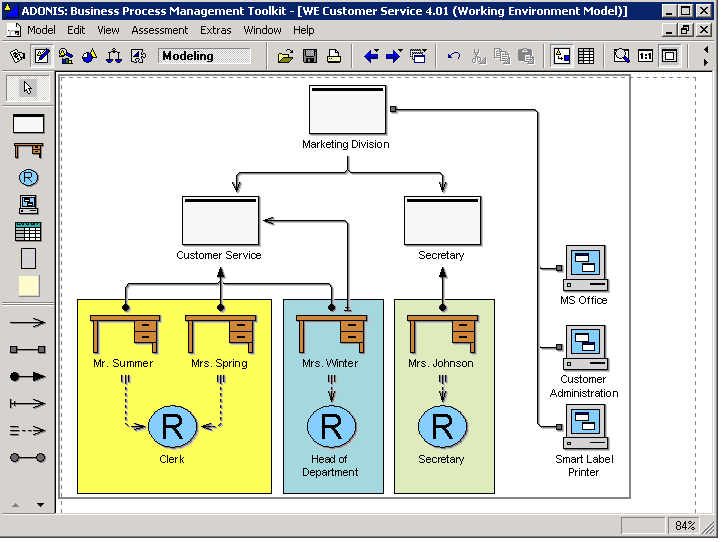 ADONIS: Business Process Management Toolkit - [WE Customer Service 4.01 (Working Environment Model)]
Model Edit View Assessment Extras Window Help
Modeling
1:1
Marketing Division
Customer Service
Secretary
MS Office
Mr. Summer
Mrs. Spring
Mrs. Winter
Mrs. Johnson
Customer
Administration
R
R
R
R
Clerk
Head of
Department
Secretary
Smart Label
Printer
84%